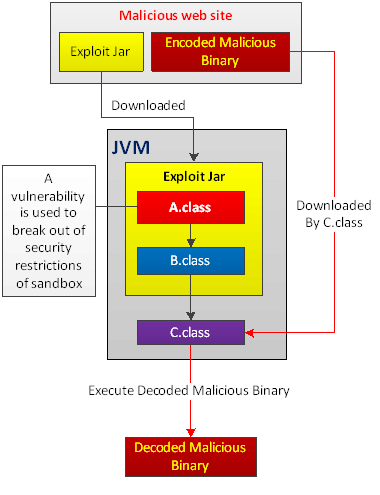 Malicious web site
Exploit Jar
Encoded Malicious
Binary
Downloaded
JVM
Exploit Jar
A
vulnerability
is used to
break out of
security
restrictions
of sandbox
A.class
B.class
C.class
Downloaded
By C.class
Execute Decoded Malicious Binary
Decoded Malicious
Binary